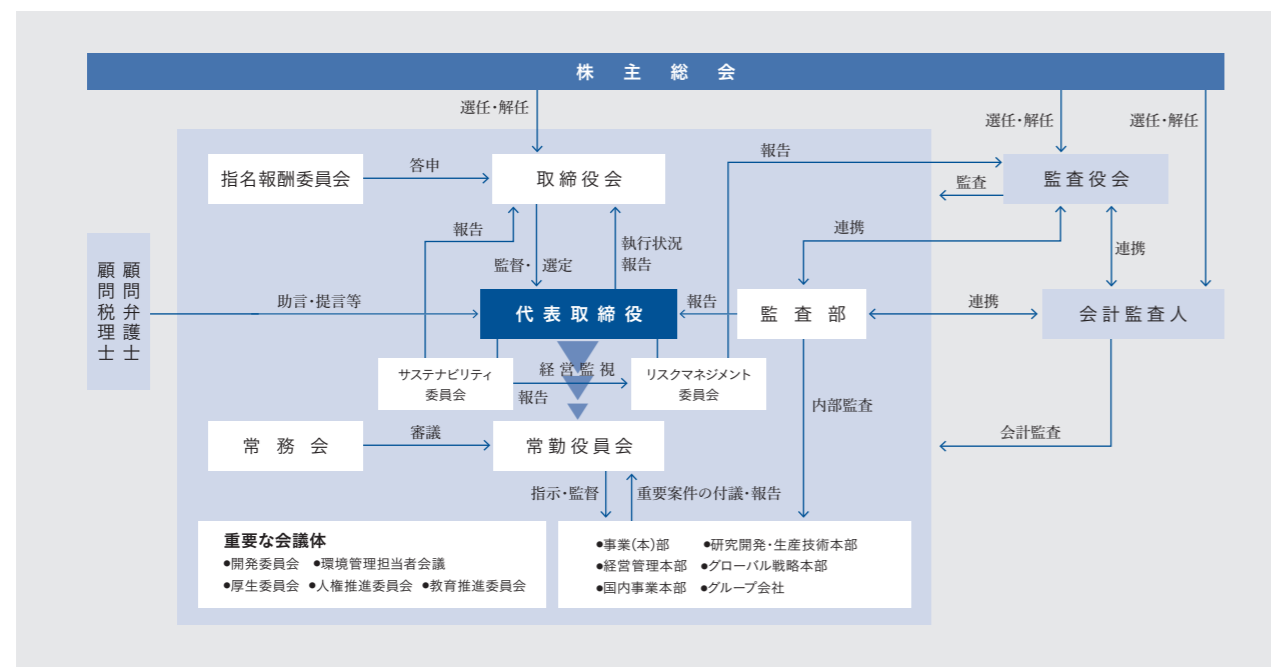 株主総会
選任・解任
選任・解任
選任・解任
指名報酬委員会
答申
取締役会
報告
監査役会
監査
報告
監督・選定
執行状況
報告
連携
連携
顧問弁護士
顧問税理士
助言・提言等
代表取締役
報告
監査部
連携
会計監査人
サステナビリティ
委員会
経営監視
報告
リスクマネジメント
委員会
内部監査
常務会
審議
常勤役員会
会計監査
指示・監督
重要案件の付議・報告
重要な会議体
●開発委員会 ●環境管理担当者会議
●厚生委員会 ●人権推進委員会 ●教育推進委員会
●事業(本)部 ●研究開発・生産技術本部
●経営管理本部 ●グローバル戦略本部
●国内事業本部 ●グループ会社